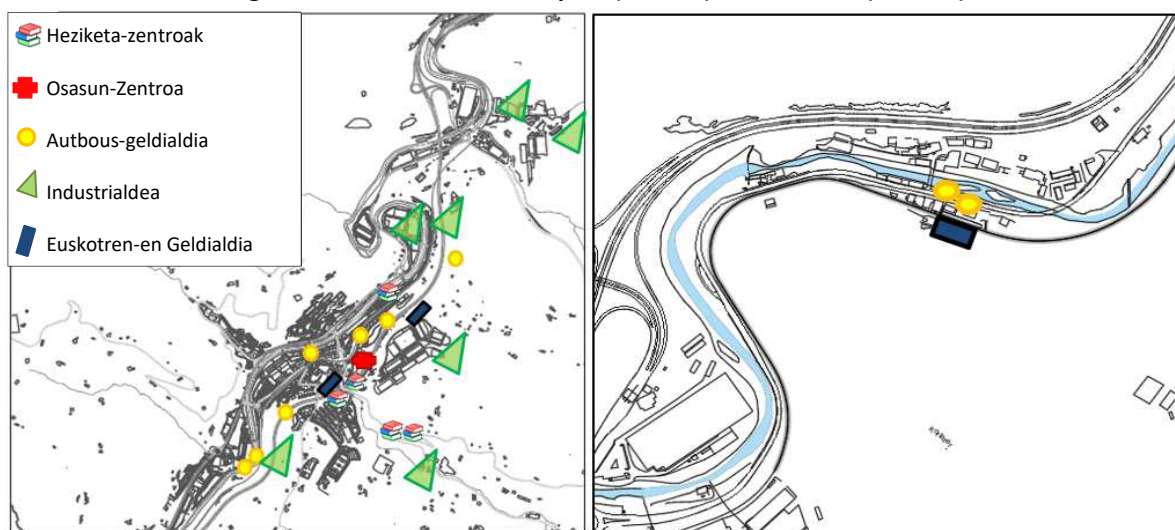 Heziketa-zentroak
Osasun-Zentroa
Autbous-geldialdia
Industrialdea
Euskotren-en Geldialdia